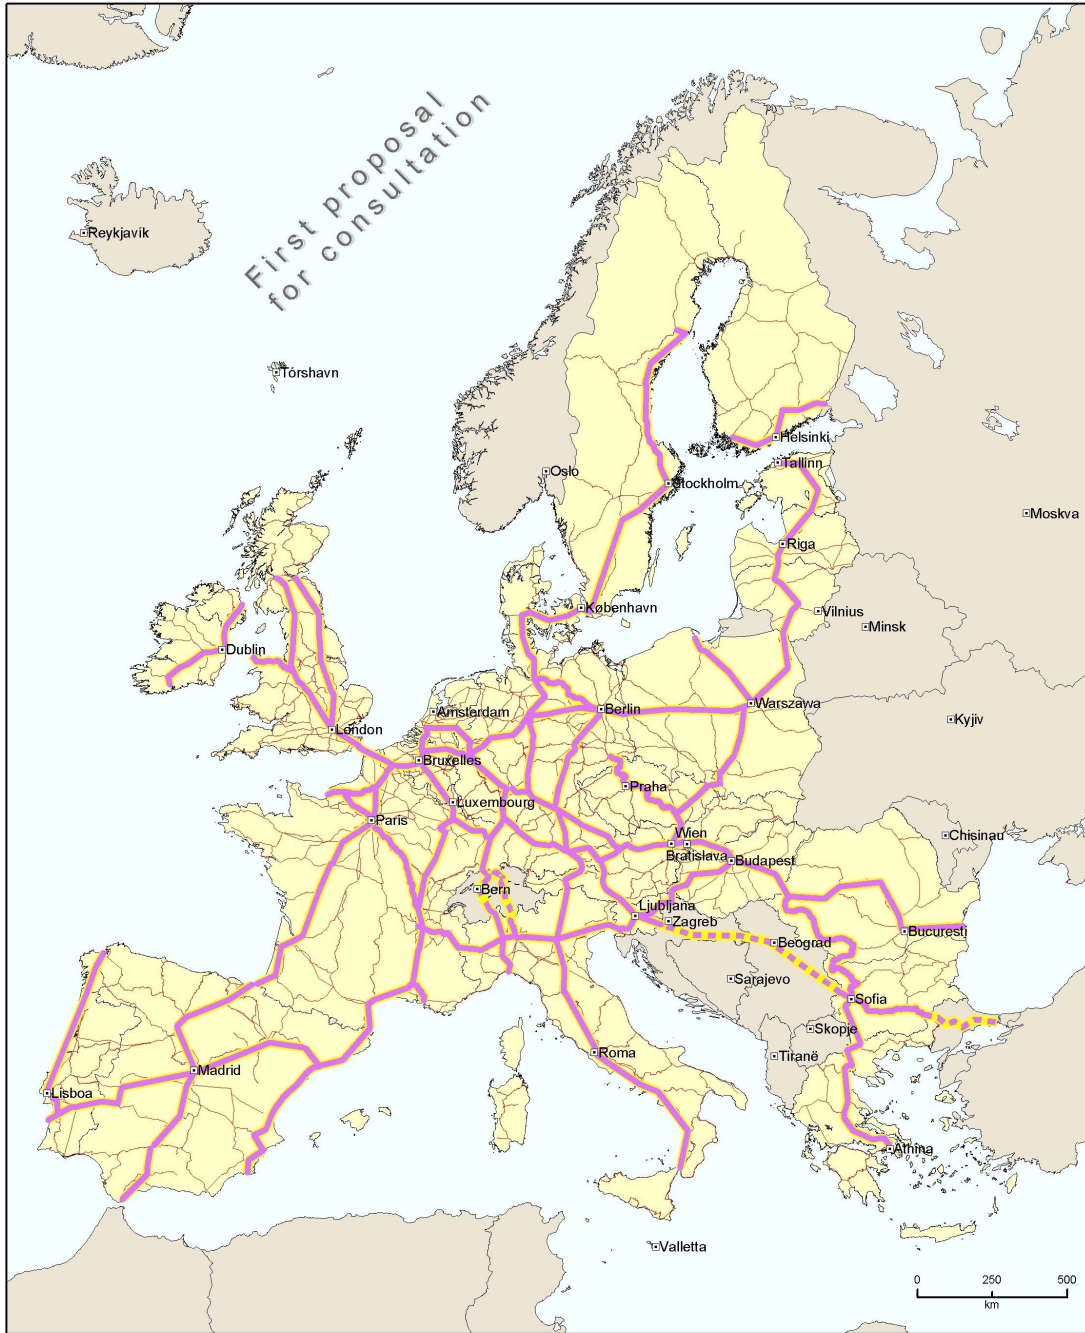 First proposal
for consultation
Reykjavík
Tórshavn
Oslo
Helsinki
Tallinn
Stockholm
Moskva
Riga
København
Vilnius
Minsk
Dublin
Amsterdam
Berlin
Warszawa
London
Kyjiv
Bruxelles
Praha
Luxembourg
Paris
Wien
Chisinau
Bratislava
Budapest
Bern
Ljubljana
Zagreb
Bucuresti
Beograd
Sarajevo
Sofia
Skopje
Roma
Tiranë
Madrid
Lisboa
Athina
Valletta
0 250 500
km